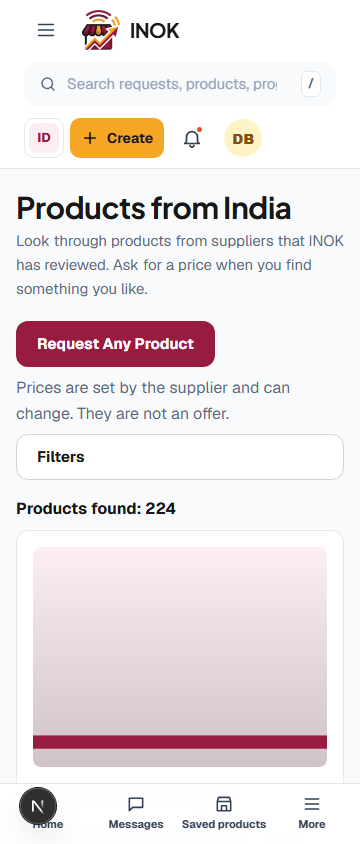 INOK
Search requests, products, pro
/
ID
+ Create
DB
Products from India
Look through products from suppliers that INOK
has reviewed. Ask for a price when you find
something you like.
Request Any Product
Prices are set by the supplier and can
change. They are not an offer.
Filters
Products found: 224
N
Home
Messages
Saved products
More